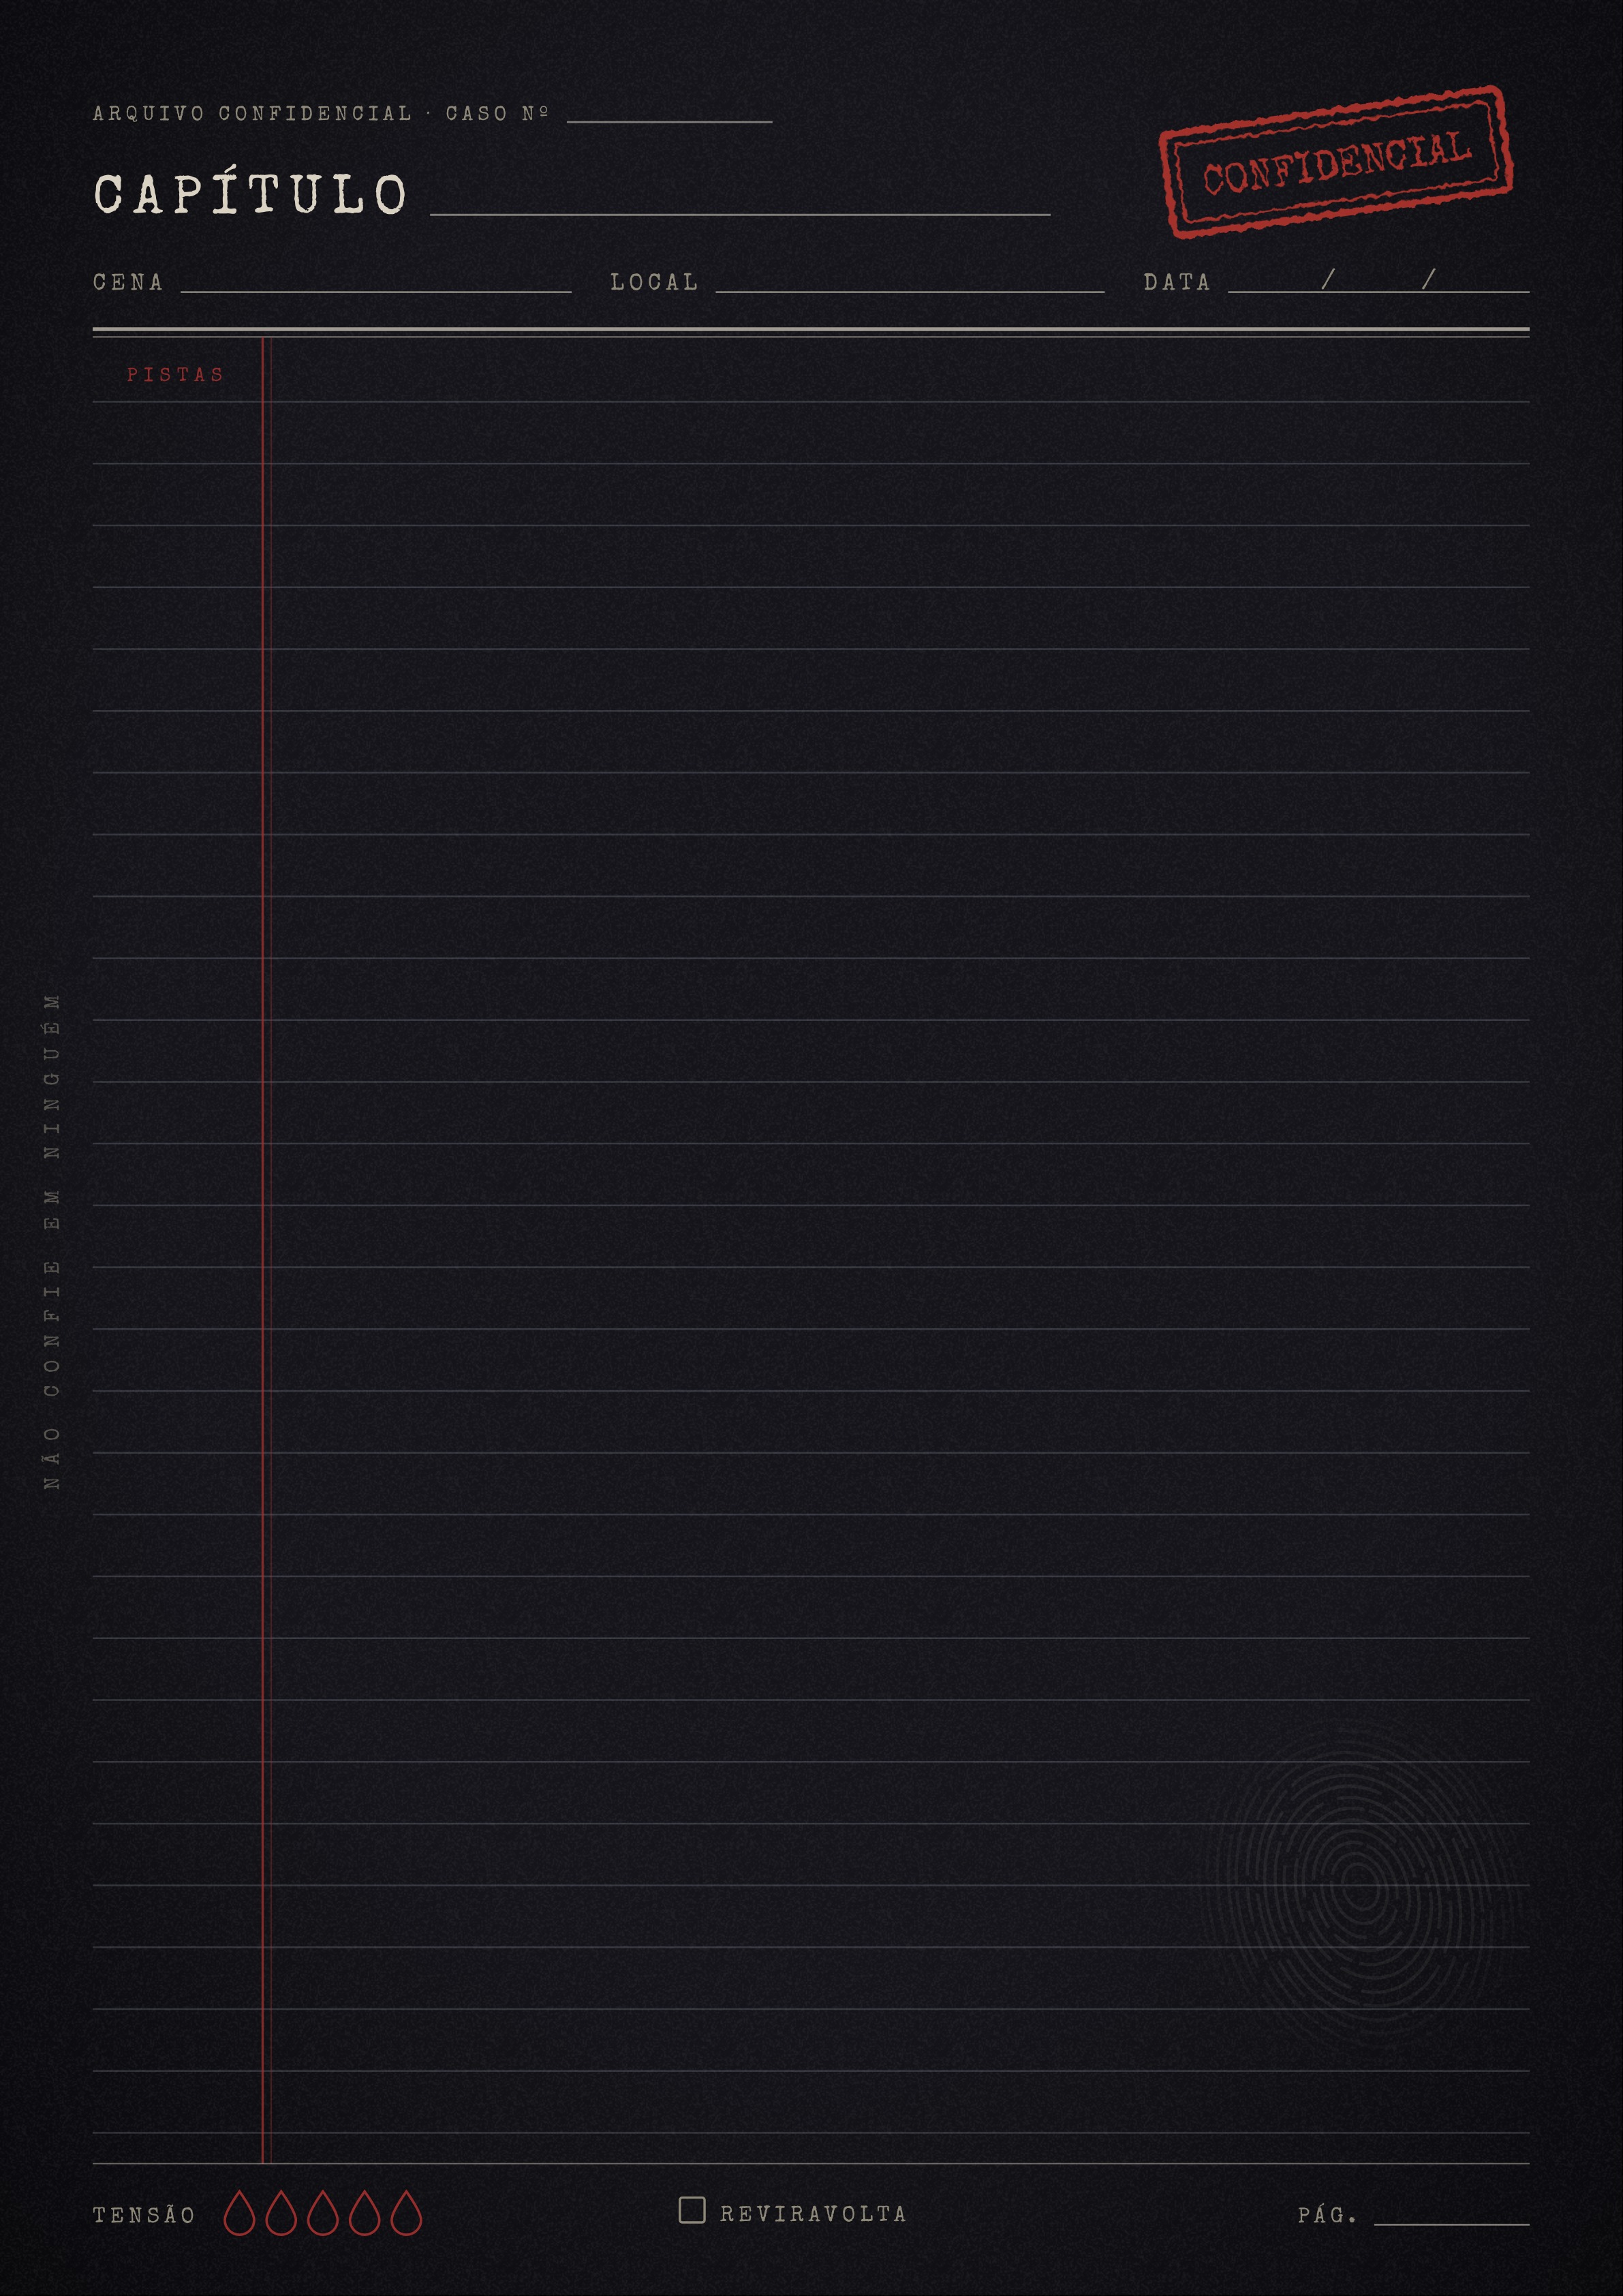 ARQUIVO CONFIDENCIAL · CASO Nº
CONFIDENCIAL
CAPÍTULO
CENA LOCAL DATA / /
PISTAS
NÃO CONFIE EM NINGUÉM
TENSÃO REVIRAVOLTA PÁG.